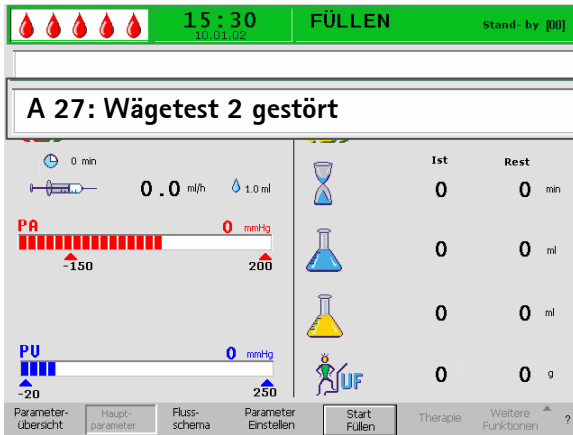 15:30 FÜLLEN Stand- by [00]
10.01.02
A 27: Wägetest 2 gestört
0 min
Ist Rest
0.0 ml/h 1.0 ml
0 0 min
PA 0 mmHg
-150 200
0 0 ml
0 0 ml
PV 0 mmHg
-20 250
UF 0 0 g
Parameter-
übersicht
Haupt-
parameter
Fluss-
schema
Parameter
Einstellen
Start
Füllen
Therapie
Weitere
Funktionen
?